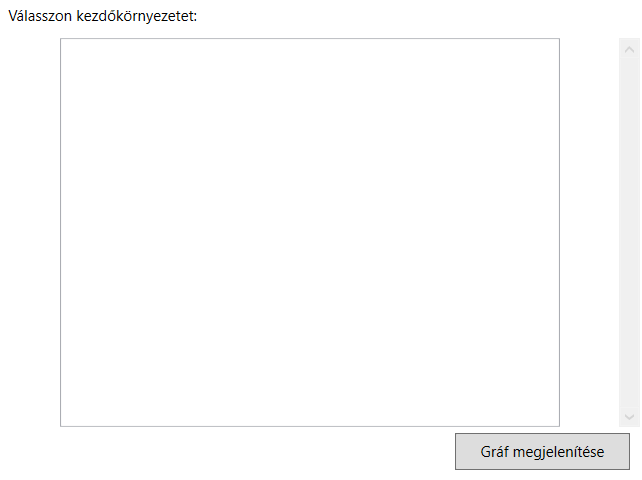 Válasszon kezdőkörnyezetet:
Gráf megjelenítése